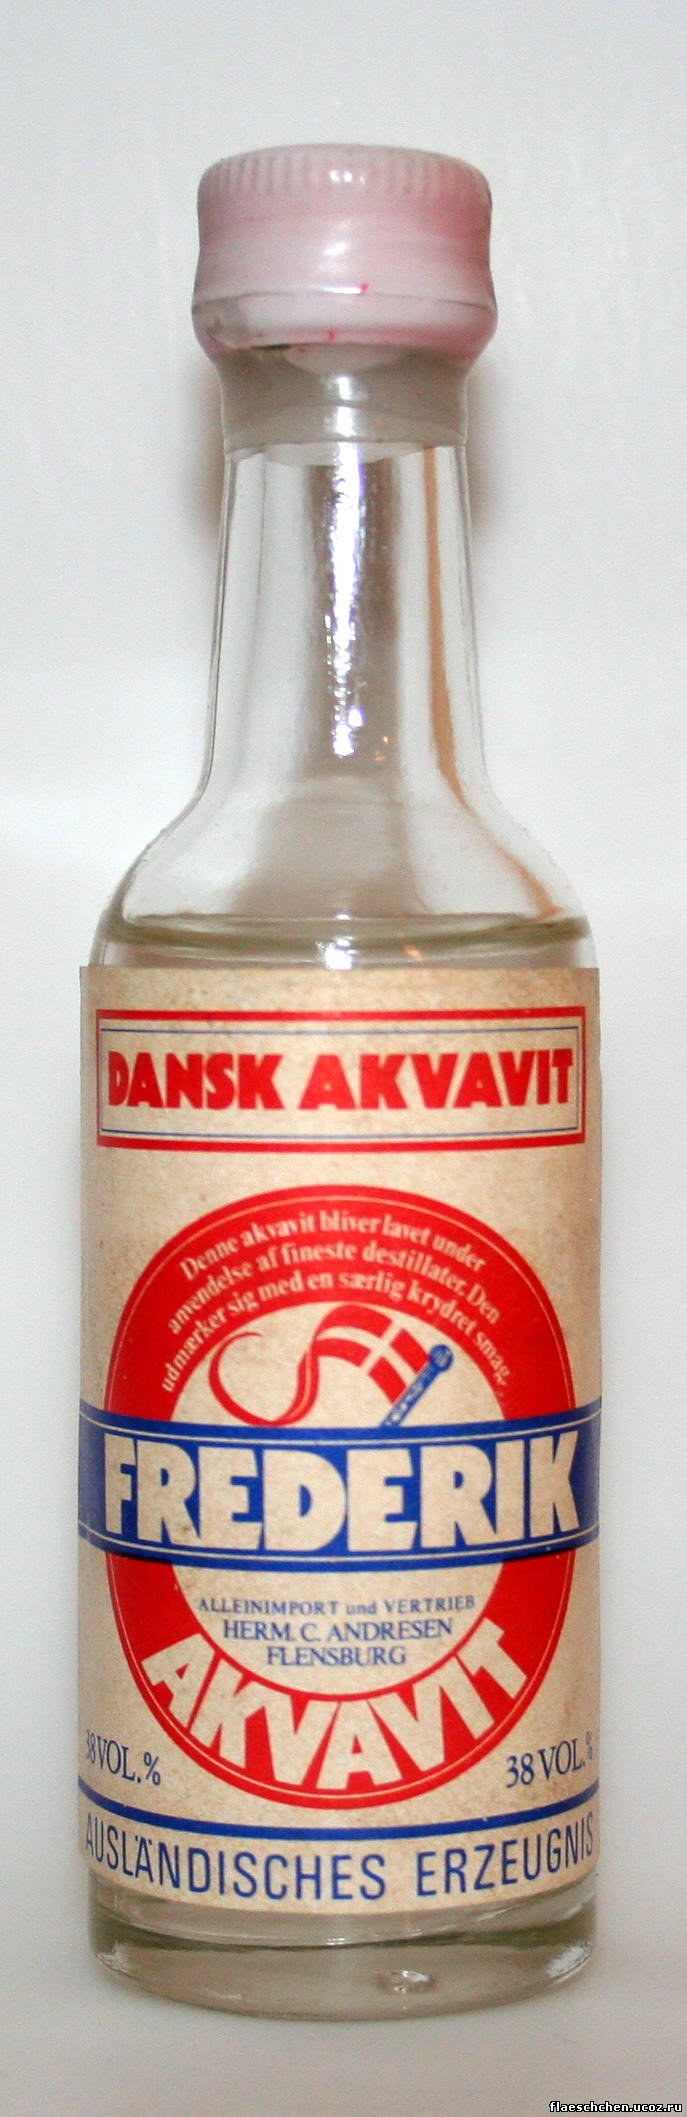 DANSK AKVAVIT
Denne akvavit bliver lavet under
anvendelse af fineste destillater. Den
udmærker sig med en særlig krydret smag.
FREDERIK
ALLEINIMPORT und VERTRIEB
HERM. C. ANDRESEN
FLENSBURG
AKVAVIT
38 VOL.% 38 VOL.%
AUSLÄNDISCHES ERZEUGNIS
flaeschchen.ucoz.ru